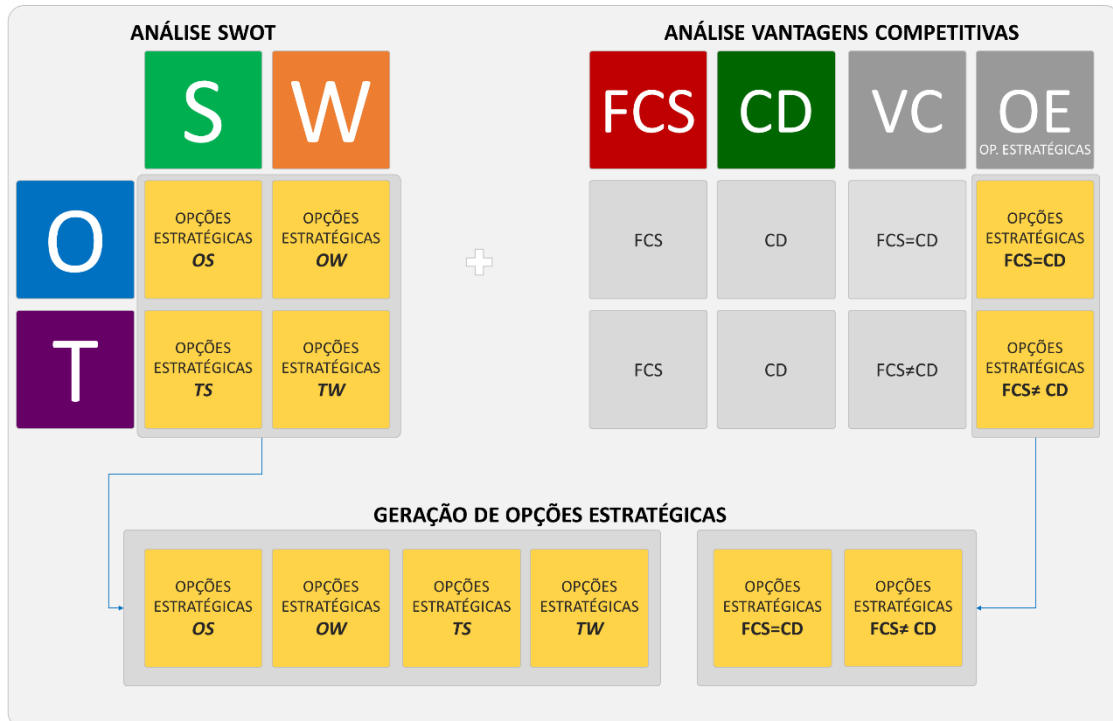 ANÁLISE SWOT
ANÁLISE VANTAGENS COMPETITIVAS
S
W
FCS
CD
VC
OE
OP. ESTRATÉGICAS
O
OPÇÕES
ESTRATÉGICAS
OS
OPÇÕES
ESTRATÉGICAS
OW
FCS
CD
FCS=CD
OPÇÕES
ESTRATÉGICAS
FCS=CD
T
OPÇÕES
ESTRATÉGICAS
TS
OPÇÕES
ESTRATÉGICAS
TW
FCS
CD
FCS≠CD
OPÇÕES
ESTRATÉGICAS
FCS≠ CD
GERAÇÃO DE OPÇÕES ESTRATÉGICAS
OPÇÕES
ESTRATÉGICAS
OS
OPÇÕES
ESTRATÉGICAS
OW
OPÇÕES
ESTRATÉGICAS
TS
OPÇÕES
ESTRATÉGICAS
TW
OPÇÕES
ESTRATÉGICAS
FCS=CD
OPÇÕES
ESTRATÉGICAS
FCS≠ CD